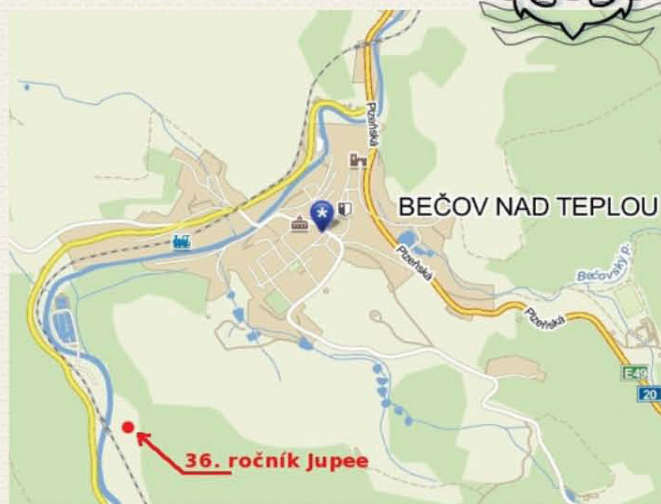 Plzeňská
BEČOV NAD TEPLOU
Plzeňská
Bečovský p.
Plzeňská
E49
20
36. ročník Jupee